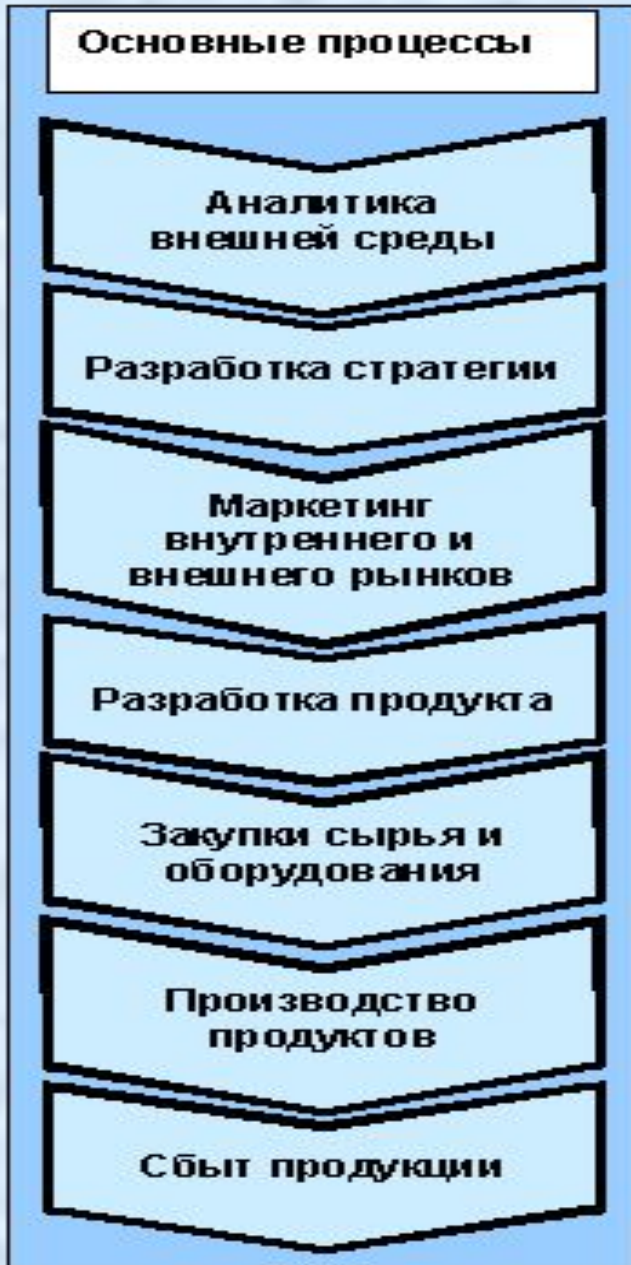 Основные процессы
Аналитика
внешней среды
Разработка стратегии
Маркетинг
внутреннего и
внешнего рынков
Разработка продукта
Закупки сырья и
оборудования
Производство
продуктов
Сбыт продукции